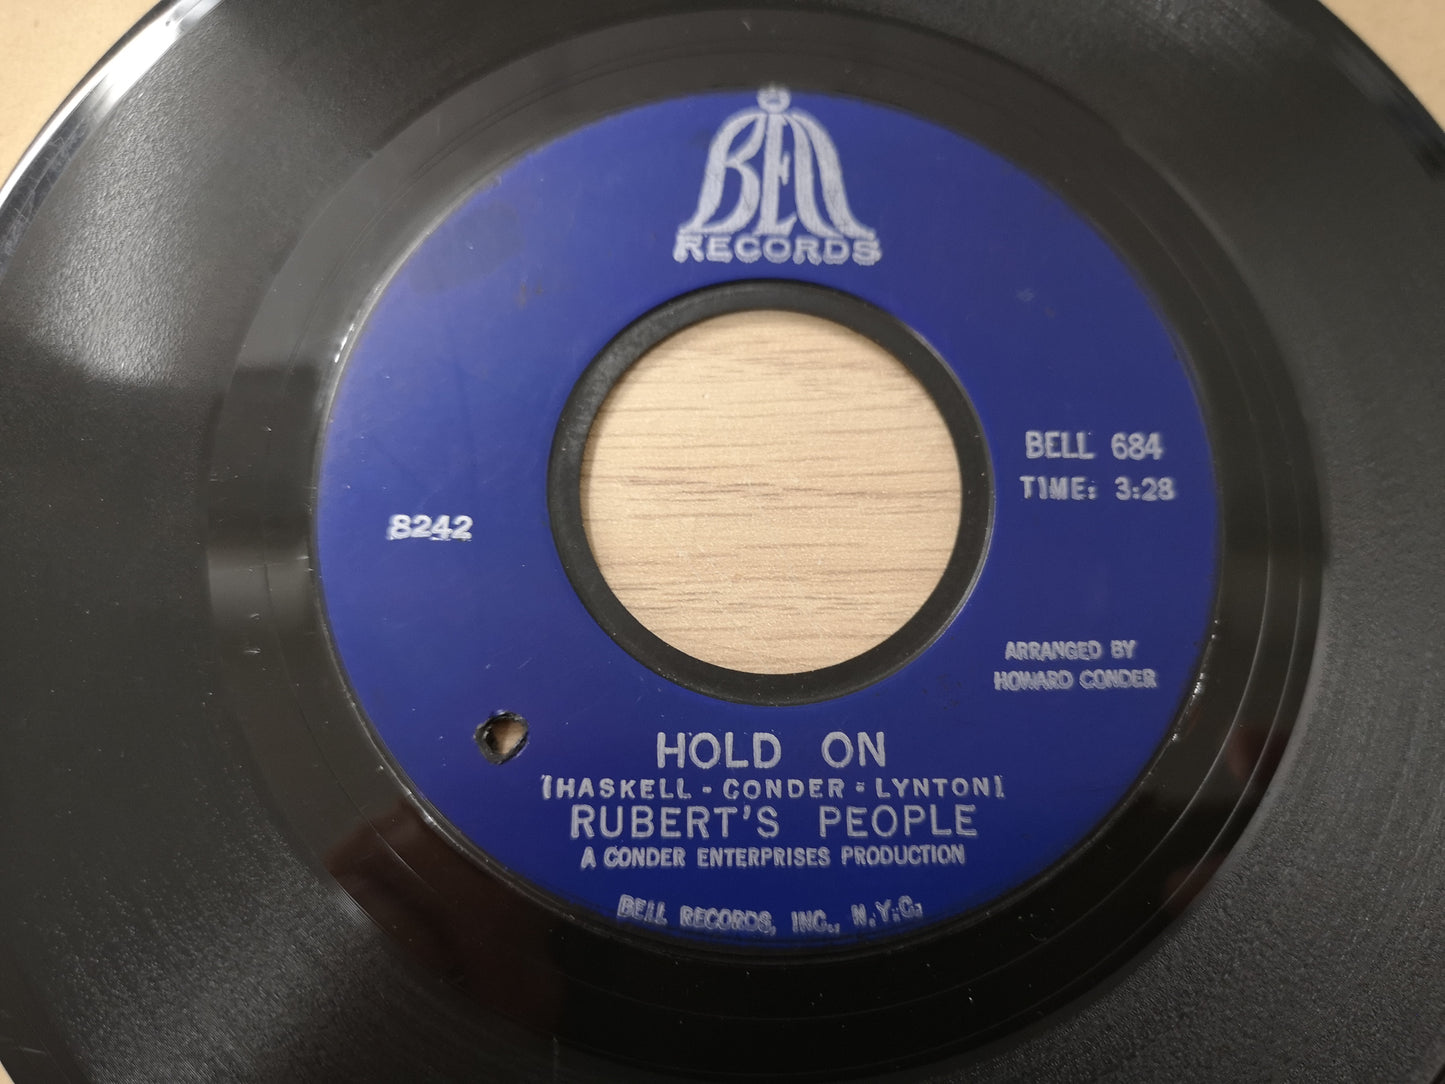 BELL
RECORDS
BELL 684
TIME: 3:28
8242
ARRANGED BY
HOWARD CONDER
HOLD ON
(HASKELL - CONDER - LYNTON)
RUBERT'S PEOPLE
A CONDER ENTERPRISES PRODUCTION
BELL RECORDS, INC., N.Y.C.